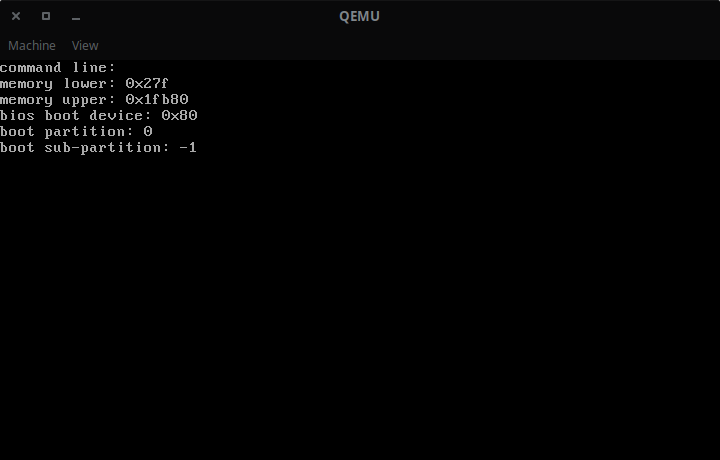 QEMU
Machine View
command line:
memory lower: 0x27f
memory upper: 0x1fb80
bios boot device: 0x80
boot partition: 0
boot sub-partition: -1